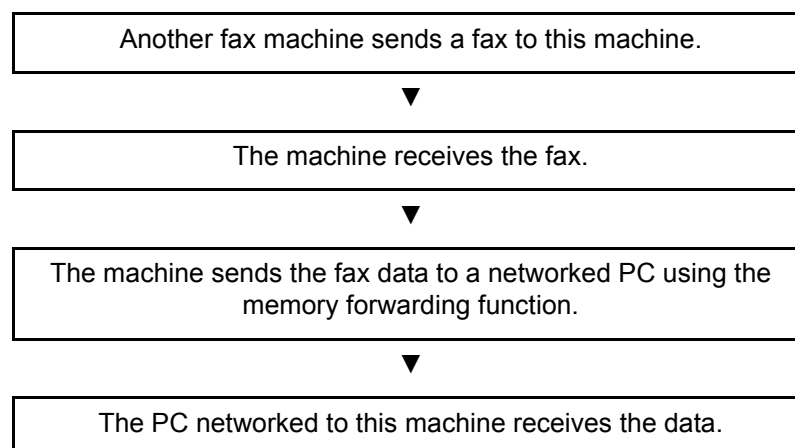 Another fax machine sends a fax to this machine.
▼
The machine receives the fax.
▼
The machine sends the fax data to a networked PC using the
memory forwarding function.
▼
The PC networked to this machine receives the data.